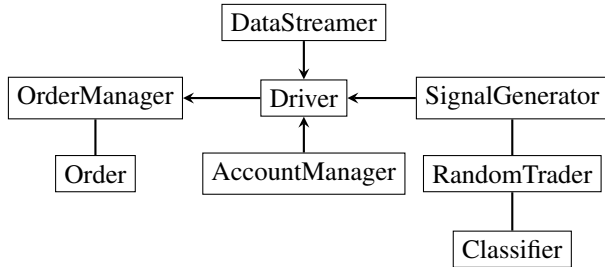 DataStreamer
OrderManager
Driver
SignalGenerator
Order
AccountManager
RandomTrader
Classifier